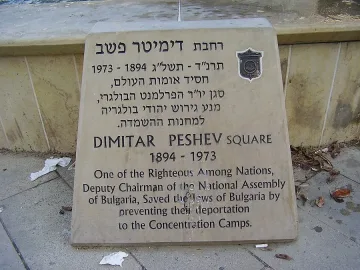 רחבת דימיטר פשב
תרנ"ד - תשל"ג 1894 - 1973
חסיד אומות העולם,
סגן יו"ר הפרלמנט הבולגרי,
מנע גירוש יהודי בולגריה
למחנות ההשמדה.
DIMITAR PESHEV SQUARE
1894 - 1973
One of the Righteous Among Nations,
Deputy Chairman of the National Assembly
of Bulgaria, Saved the Jews of Bulgaria by
preventing their deportation
to the Concentration Camps.